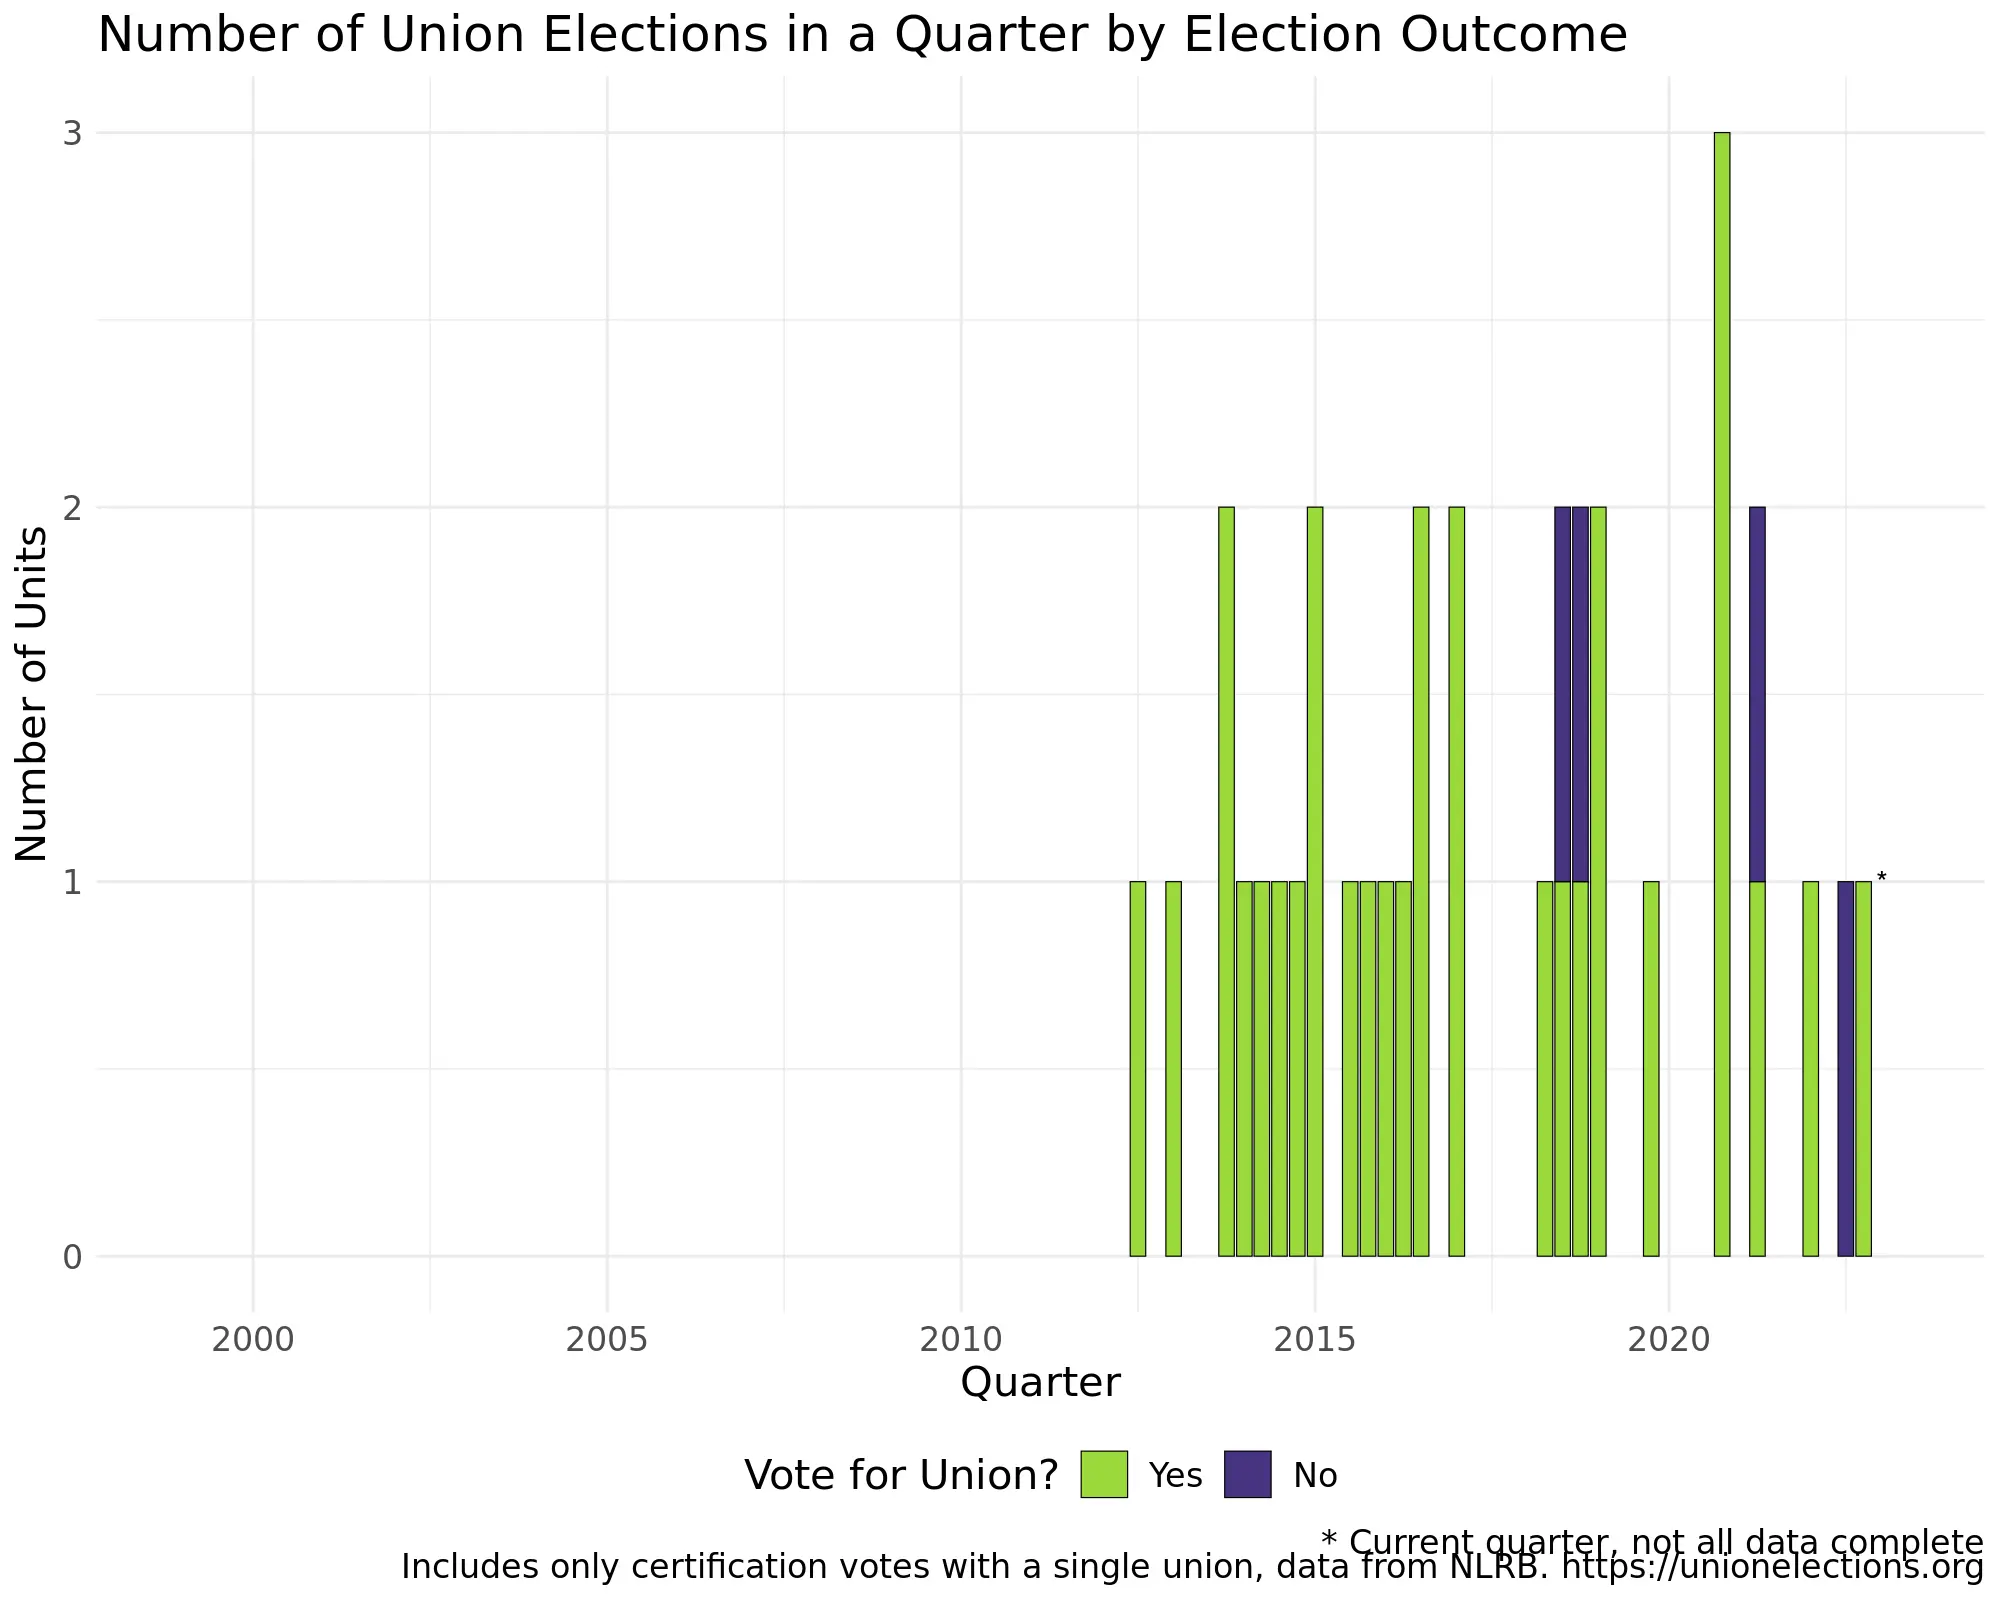 Number of Union Elections in a Quarter by Election Outcome
3
2
1
0
Number of Units
*
2000 2005 2010 2015 2020
Quarter
Vote for Union? Yes No
* Current quarter, not all data complete
Includes only certification votes with a single union, data from NLRB. https://unionelections.org